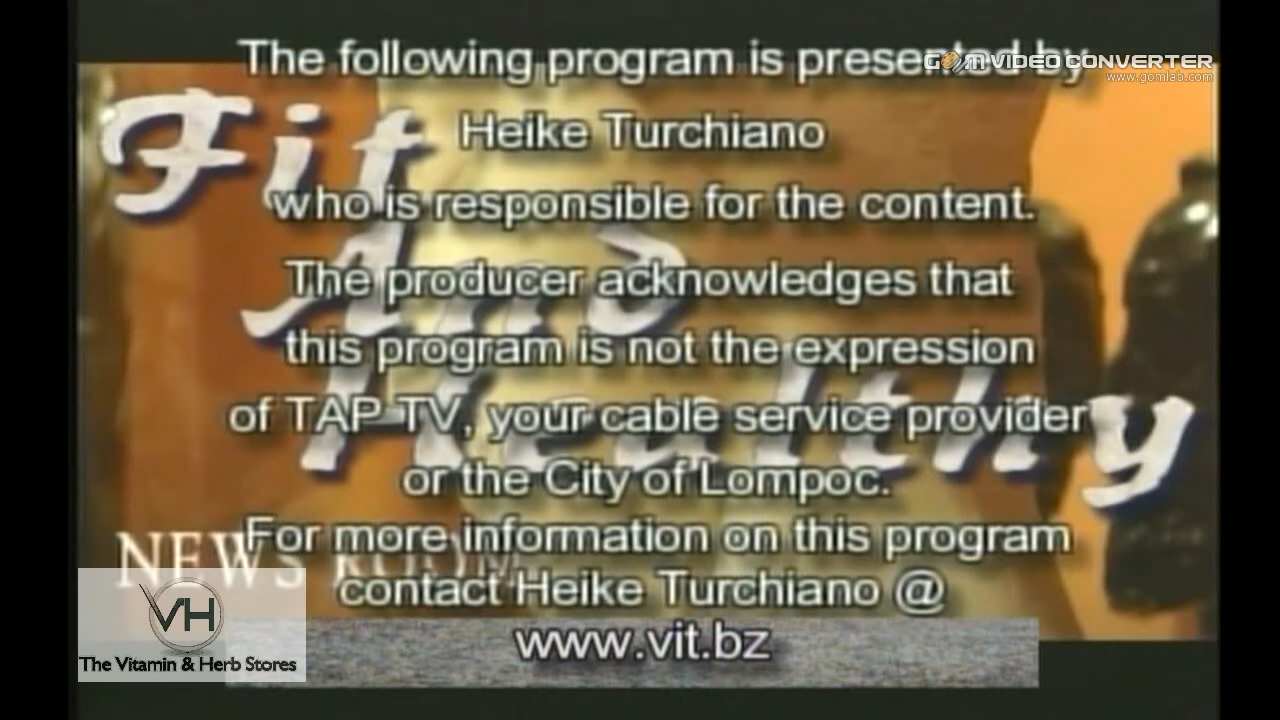 The following program is presented by
GOM VIDEO CONVERTER
www.gomlab.com
Heike Turchiano
who is responsible for the content.
The producer acknowledges that
this program is not the expression
of TAP TV, your cable service provider
or the City of Lompoc.
For more information on this program
contact Heike Turchiano @
www.vit.bz
Fit
And
Healthy
NEWS ROOM
VH
The Vitamin & Herb Stores